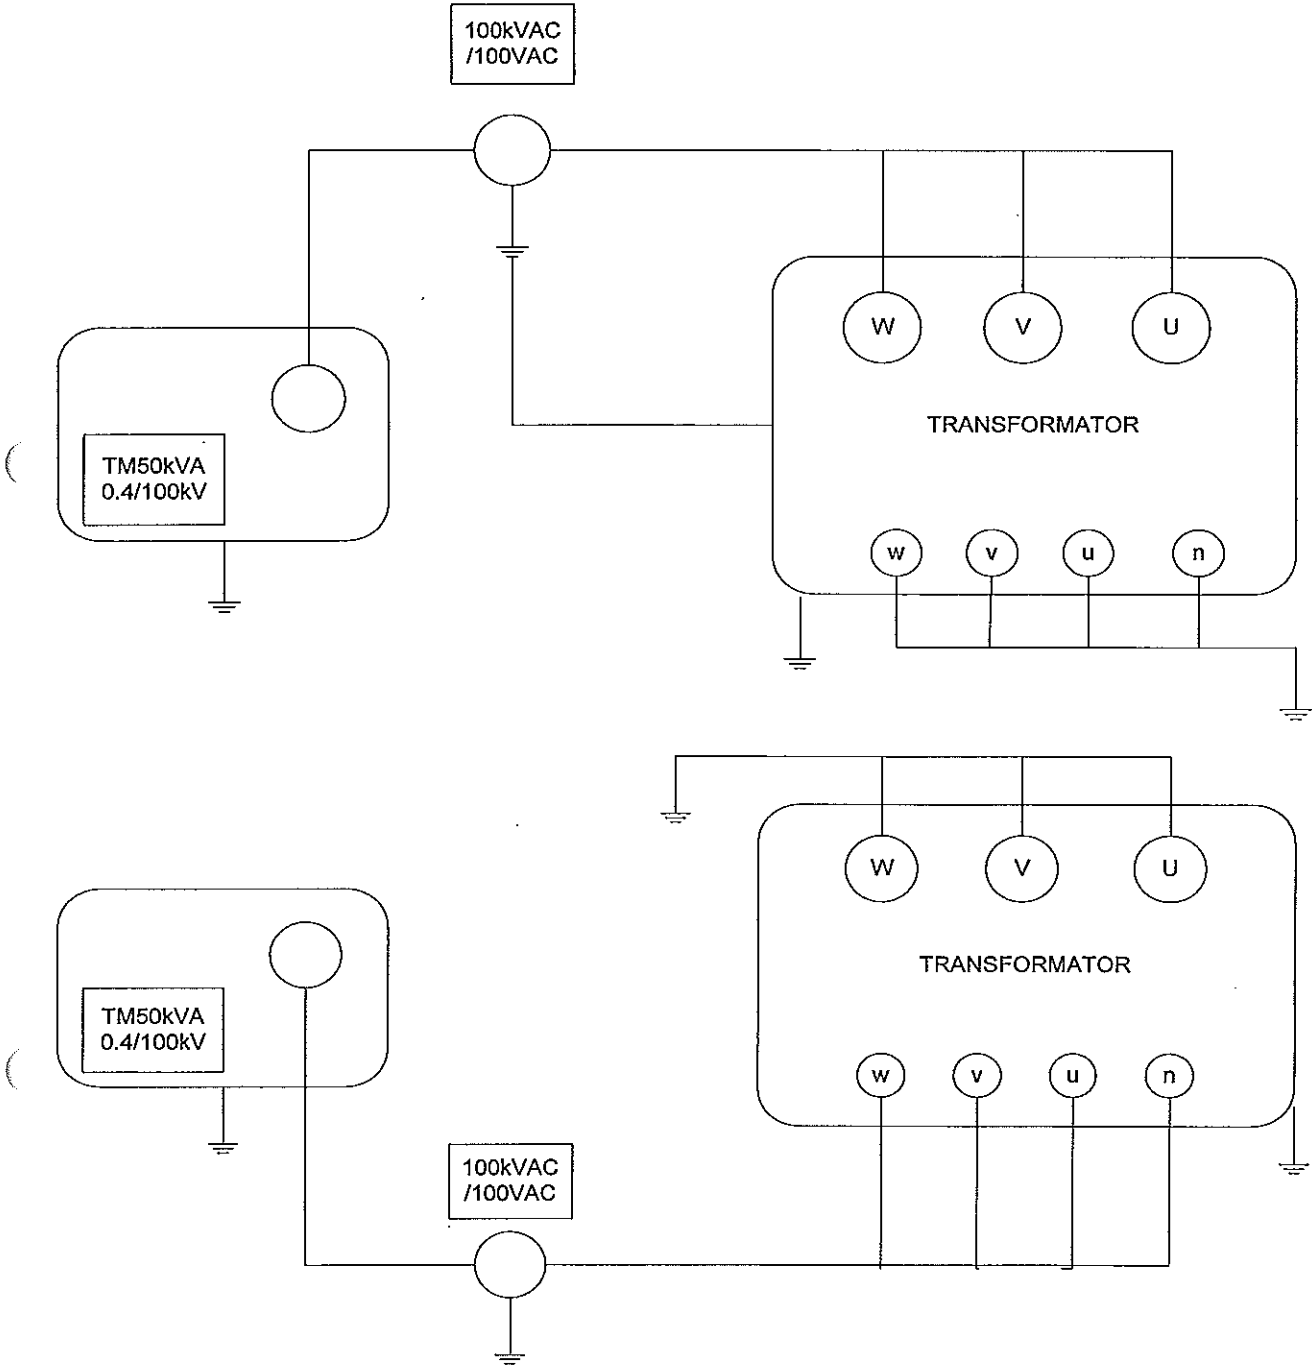 100kVAC
/100VAC
W
V
U
TRANSFORMATOR
TM50kVA
0.4/100kV
w
v
u
n
W
V
U
TRANSFORMATOR
TM50kVA
0.4/100kV
w
v
u
n
100kVAC
/100VAC